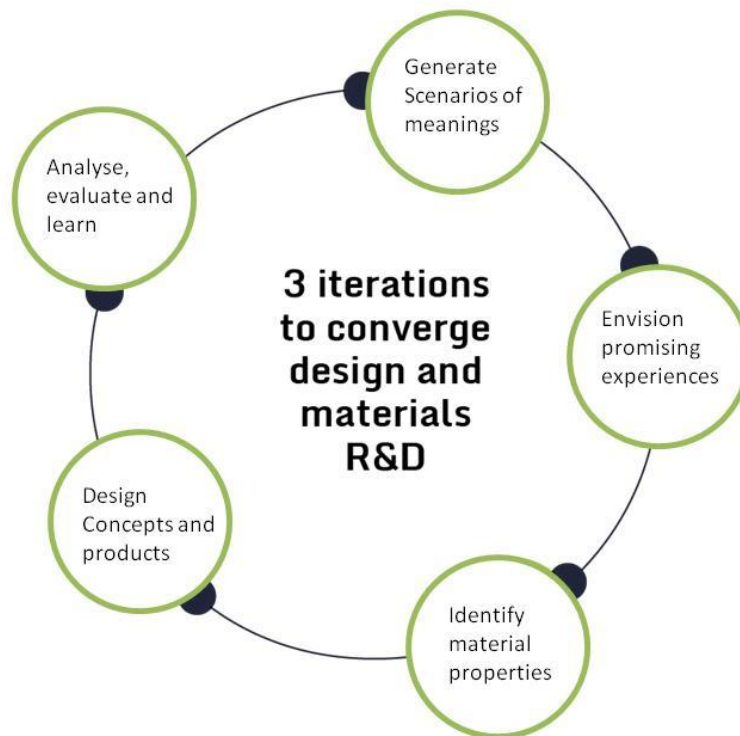 Generate
Scenarios of
meanings
Envision
promising
experiences
Identify
material
properties
Design
Concepts and
products
Analyse,
evaluate and
learn
3 iterations
to converge
design and
materials
R&D